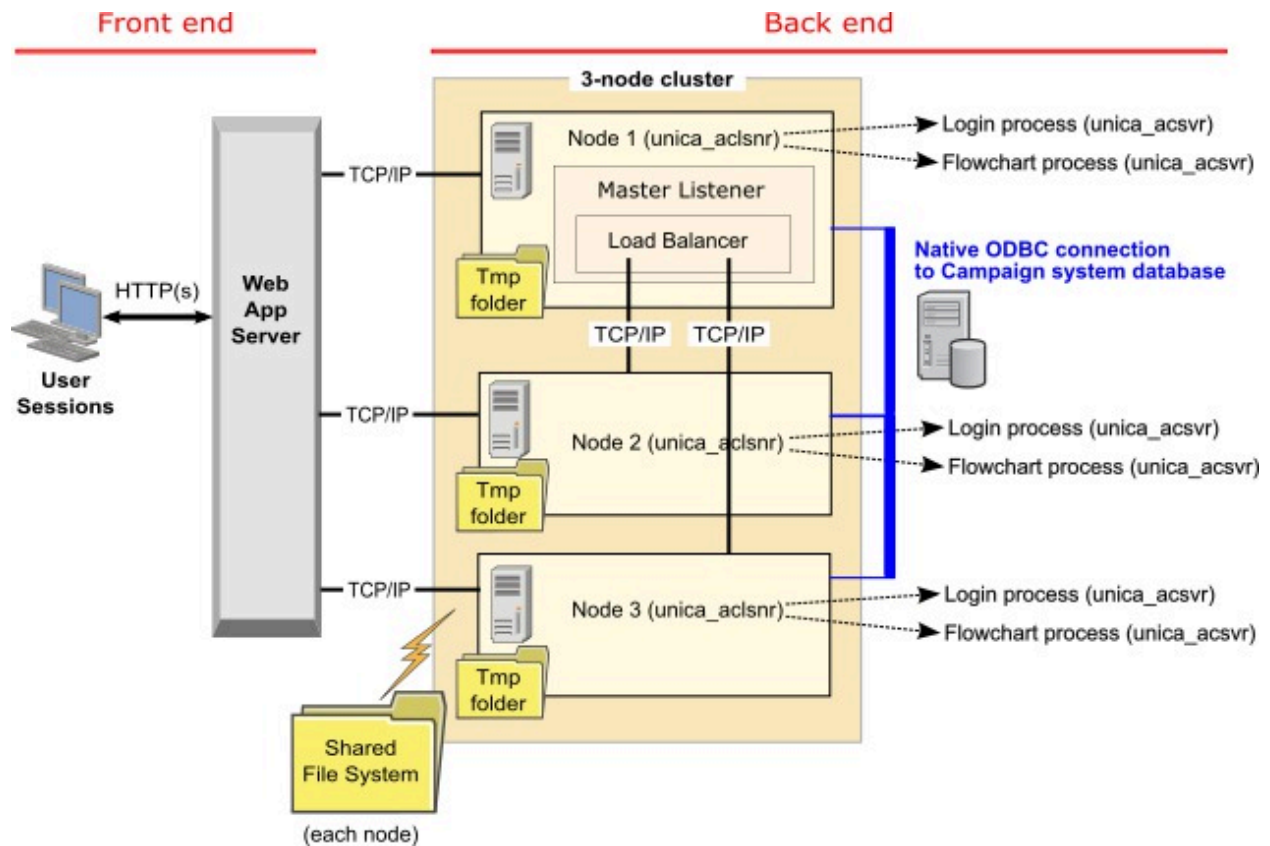 Front end
Back end
3-node cluster
Node 1 (unica_aclsnr)
Login process (unica_acsvr)
Flowchart process (unica_acsvr)
TCP/IP
Master Listener
Load Balancer
Tmp
folder
Native ODBC connection
to Campaign system database
HTTP(s)
Web
App
Server
User
Sessions
TCP/IP
TCP/IP
TCP/IP
Node 2 (unica_aclsnr)
Login process (unica_acsvr)
Flowchart process (unica_acsvr)
Tmp
folder
TCP/IP
Node 3 (unica_aclsnr)
Login process (unica_acsvr)
Flowchart process (unica_acsvr)
Tmp
folder
Shared
File System
(each node)